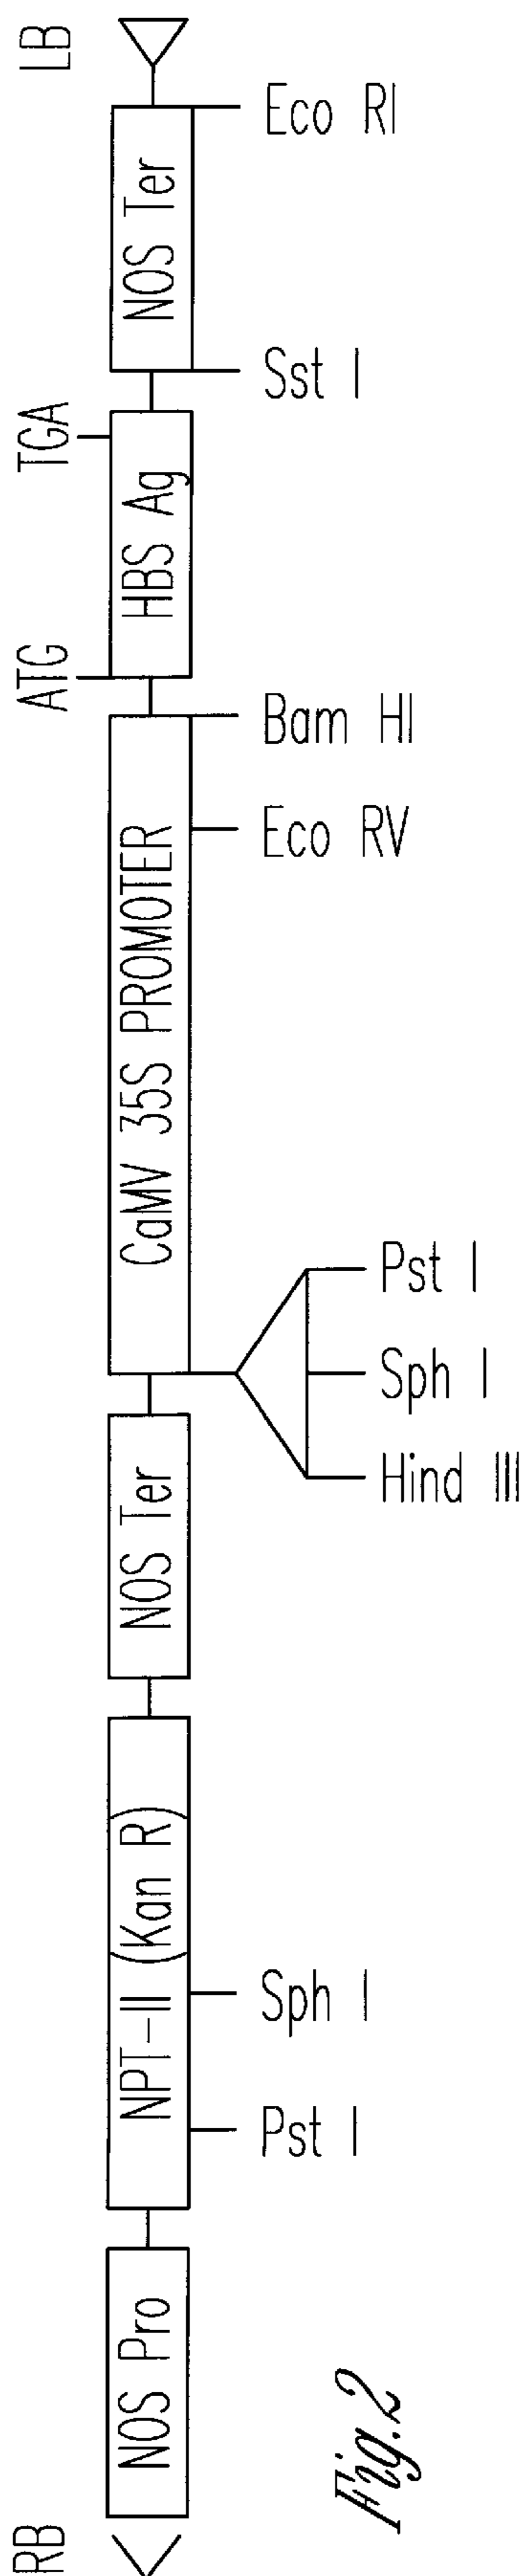 LB
Eco RI
NOS Ter
Sst I
TGA
HBS Ag
ATG
Bam HI
Eco RV
CaMV 35S PROMOTER
Pst I
Sph I
Hind III
NOS Ter
NPT-II (Kan R)
Sph I
Pst I
NOS Pro
RB
Fig.2